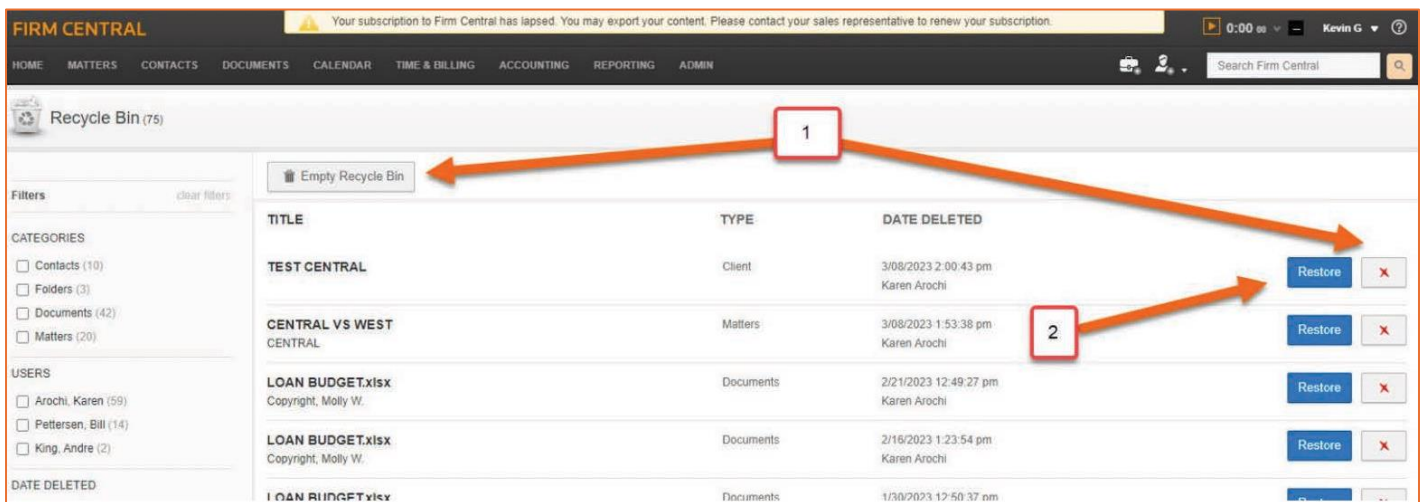 FIRM CENTRAL
Your subscription to Firm Central has lapsed. You may export your content. Please contact your sales representative to renew your subscription.
0:00 00
Kevin G
HOME MATTERS CONTACTS DOCUMENTS CALENDAR TIME & BILLING ACCOUNTING REPORTING ADMIN
Search Firm Central
Recycle Bin (75)
1
Empty Recycle Bin
Filters clear filters
TITLE TYPE DATE DELETED
CATEGORIES
Contacts (10)
Folders (3)
Documents (42)
Matters (20)
USERS
Arochi, Karen (59)
Pettersen, Bill (14)
King, Andre (2)
DATE DELETED
TEST CENTRAL Client 3/08/2023 2:00:43 pm Restore
Karen Arochi
2
CENTRAL VS WEST Matters 3/08/2023 1:53:38 pm Restore
CENTRAL Karen Arochi
LOAN BUDGET.xlsx Documents 2/21/2023 12:49:27 pm Restore
Copyright, Molly W. Karen Arochi
LOAN BUDGET.xlsx Documents 2/16/2023 1:23:54 pm Restore
Copyright, Molly W. Karen Arochi
LOAN BUDGET.xlsx Documents 1/30/2023 12:50:37 pm Restore